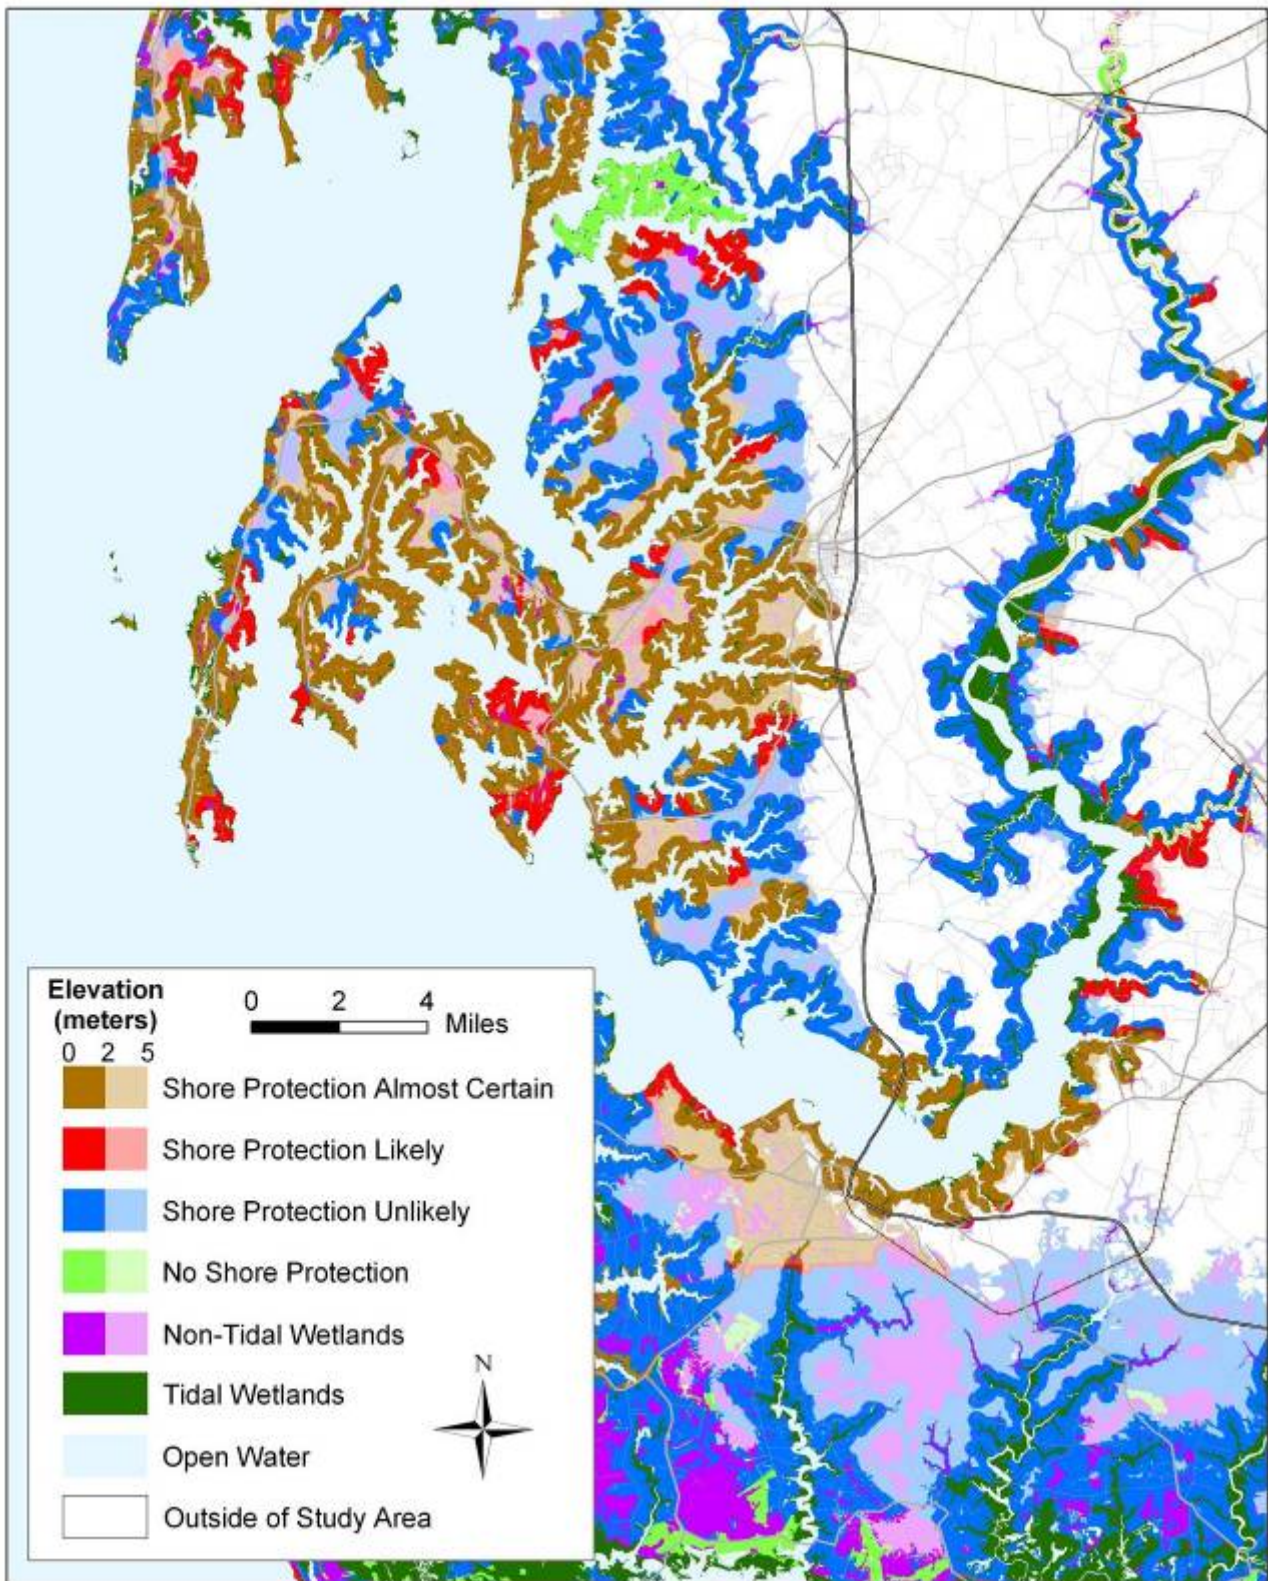 Elevation
(meters)
0 2 5
0 2 4
Miles
Shore Protection Almost Certain
Shore Protection Likely
Shore Protection Unlikely
No Shore Protection
Non-Tidal Wetlands
Tidal Wetlands
Open Water
Outside of Study Area
N